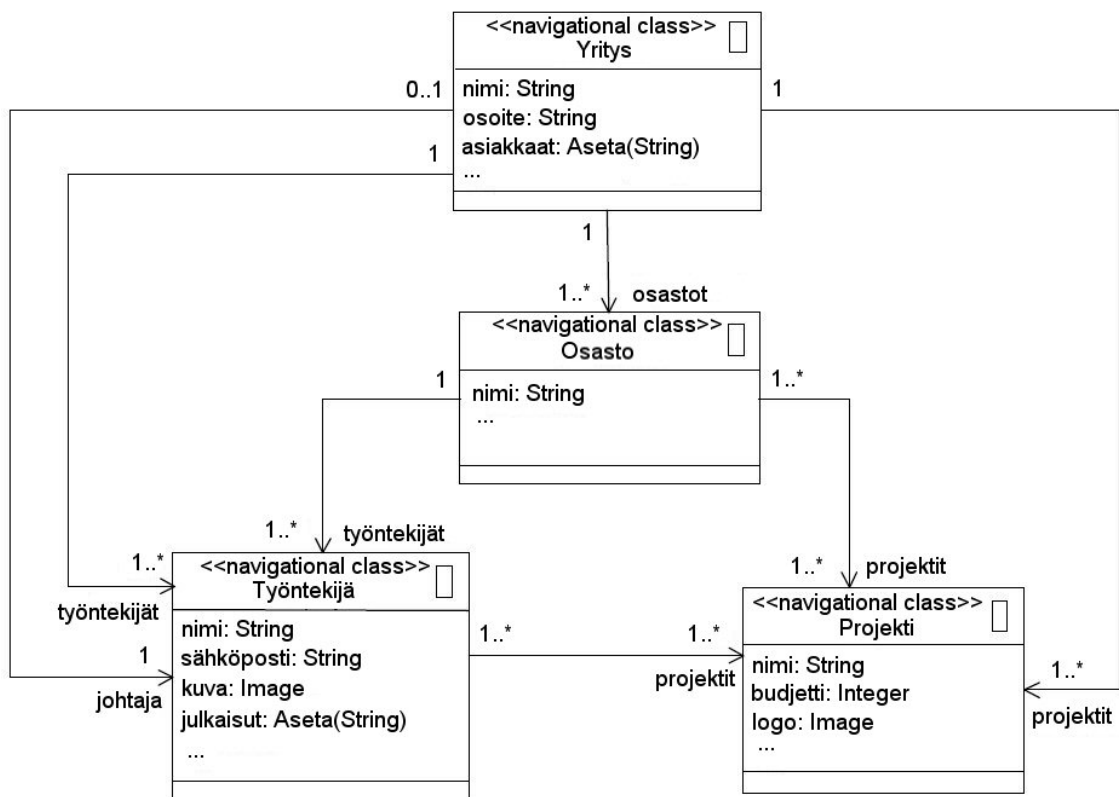 <<navigational class>>
Yritys
0..1
nimi: String
1
osoite: String
1
asiakkaat: Aseta(String)
...
1
1..*
osastot
<<navigational class>>
Osasto
1
nimi: String
1..*
...
1..*
työntekijät
1..*
<<navigational class>>
Työntekijä
1..*
projektit
<<navigational class>>
Projekti
työntekijät
nimi: String
1..*
1..*
sähköposti: String
nimi: String
1
1..*
kuva: Image
projektit
budjetti: Integer
johtaja
julkaisut: Aseta(String)
logo: Image
projektit
...
...